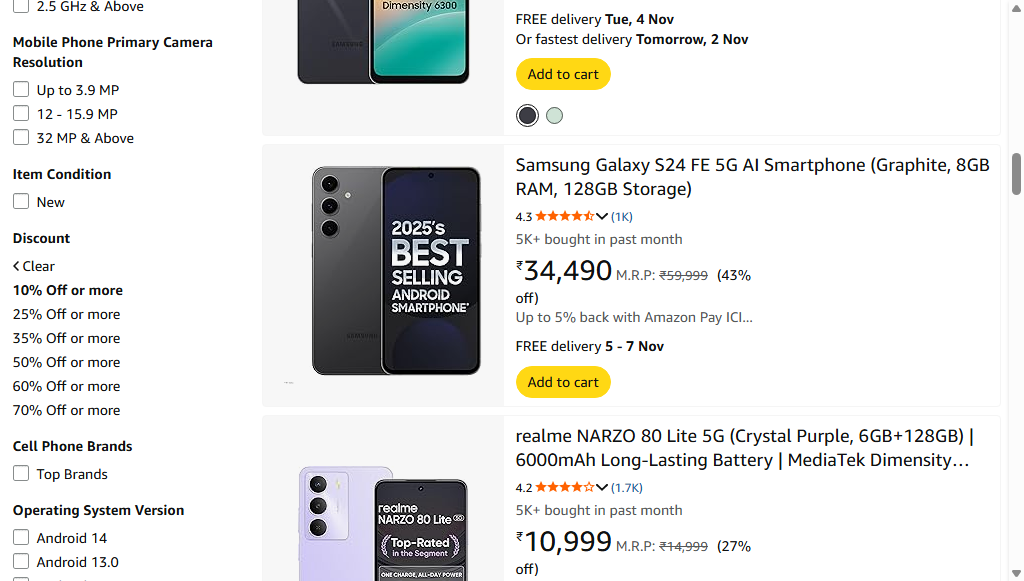 2.5 GHz & Above
Mobile Phone Primary Camera
Resolution
Up to 3.9 MP
12 - 15.9 MP
32 MP & Above
Item Condition
New
Discount
Clear
10% Off or more
25% Off or more
35% Off or more
50% Off or more
60% Off or more
70% Off or more
Cell Phone Brands
Top Brands
Operating System Version
Android 14
Android 13.0
Dimensity 6300
SAMSUNG
FREE delivery Tue, 4 Nov
Or fastest delivery Tomorrow, 2 Nov
Add to cart
2025's
BEST
SELLING
ANDROID
SMARTPHONE*
SAMSUNG
Samsung Galaxy S24 FE 5G AI Smartphone (Graphite, 8GB
RAM, 128GB Storage)
4.3 (1K)
5K+ bought in past month
₹34,490 M.R.P: ₹59,999 (43%
off)
Up to 5% back with Amazon Pay ICI...
FREE delivery 5 - 7 Nov
Add to cart
realme
NARZO 80 Lite 5G
Top-Rated
in the Segment
ONE CHARGE, ALL-DAY POWER
realme NARZO 80 Lite 5G (Crystal Purple, 6GB+128GB) |
6000mAh Long-Lasting Battery | MediaTek Dimensity...
4.2 (1.7K)
5K+ bought in past month
₹10,999 M.R.P: ₹14,999 (27%
off)